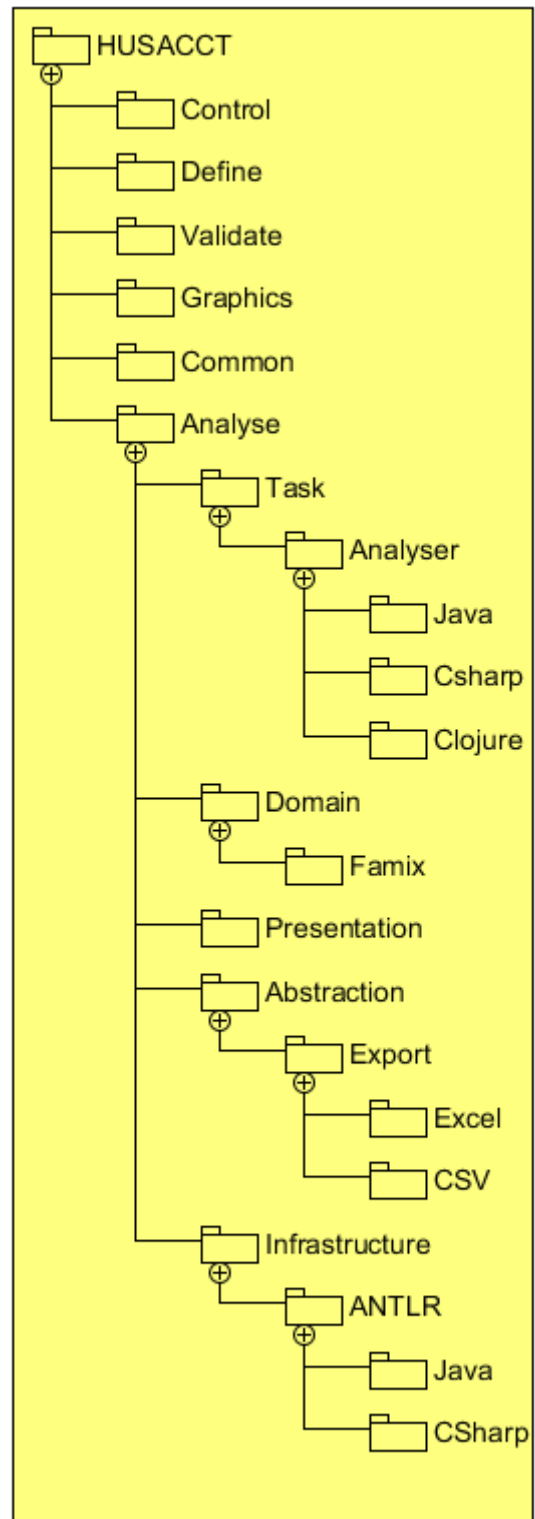 HUSACCT
Control
Define
Validate
Graphics
Common
Analyse
Task
Analyser
Java
Csharp
Clojure
Domain
Famix
Presentation
Abstraction
Export
Excel
CSV
Infrastructure
ANTLR
Java
CSharp